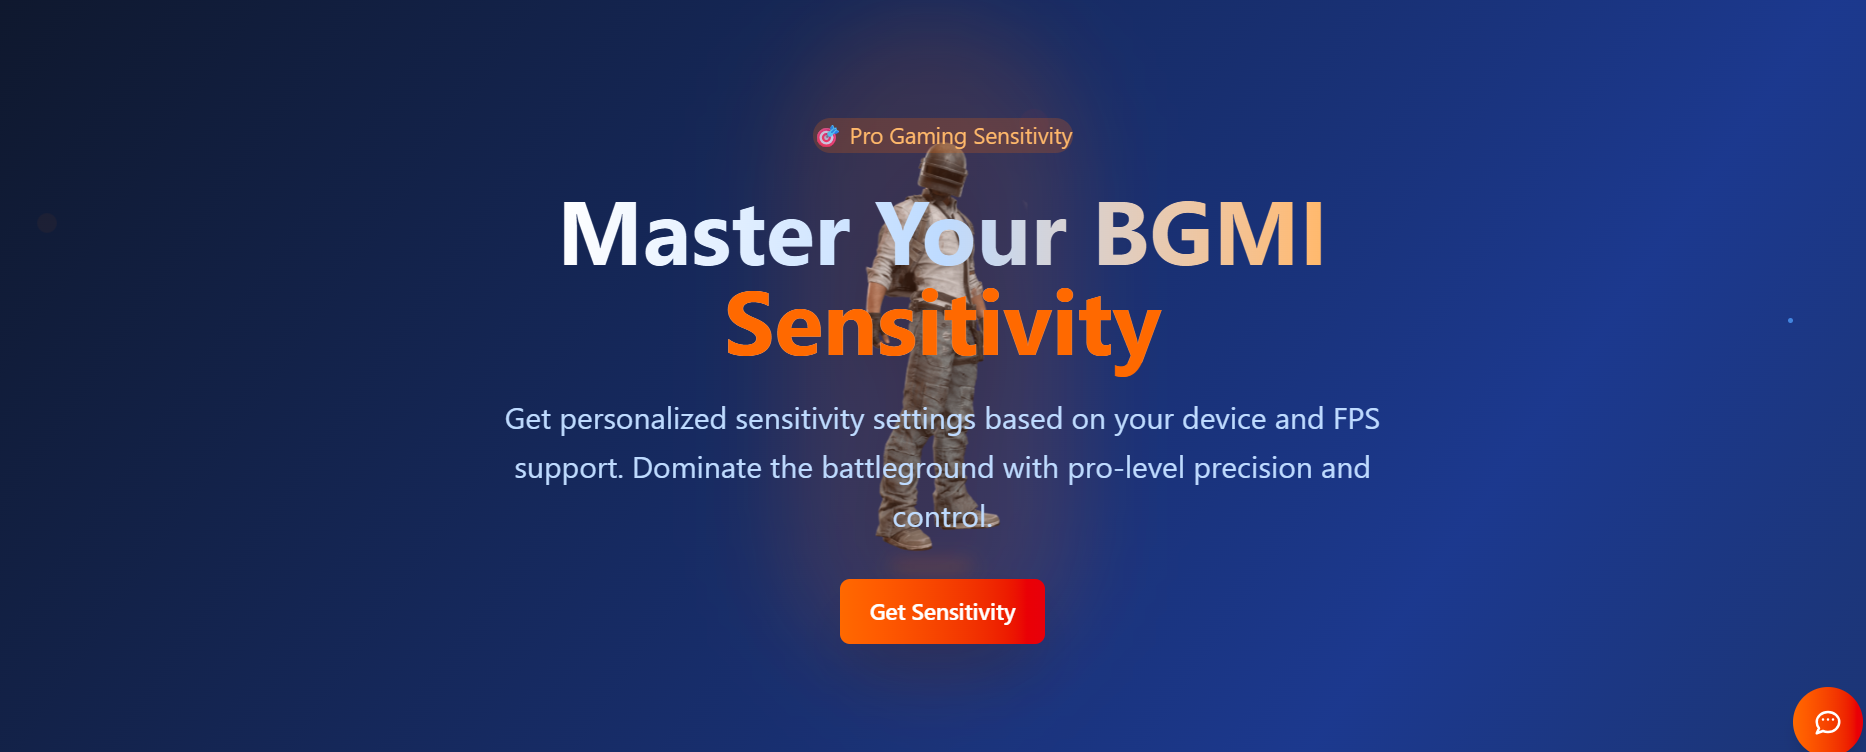 🎯 Pro Gaming Sensitivity
Master Your BGMI
Sensitivity
Get personalized sensitivity settings based on your device and FPS
support. Dominate the battleground with pro-level precision and
control.
Get Sensitivity